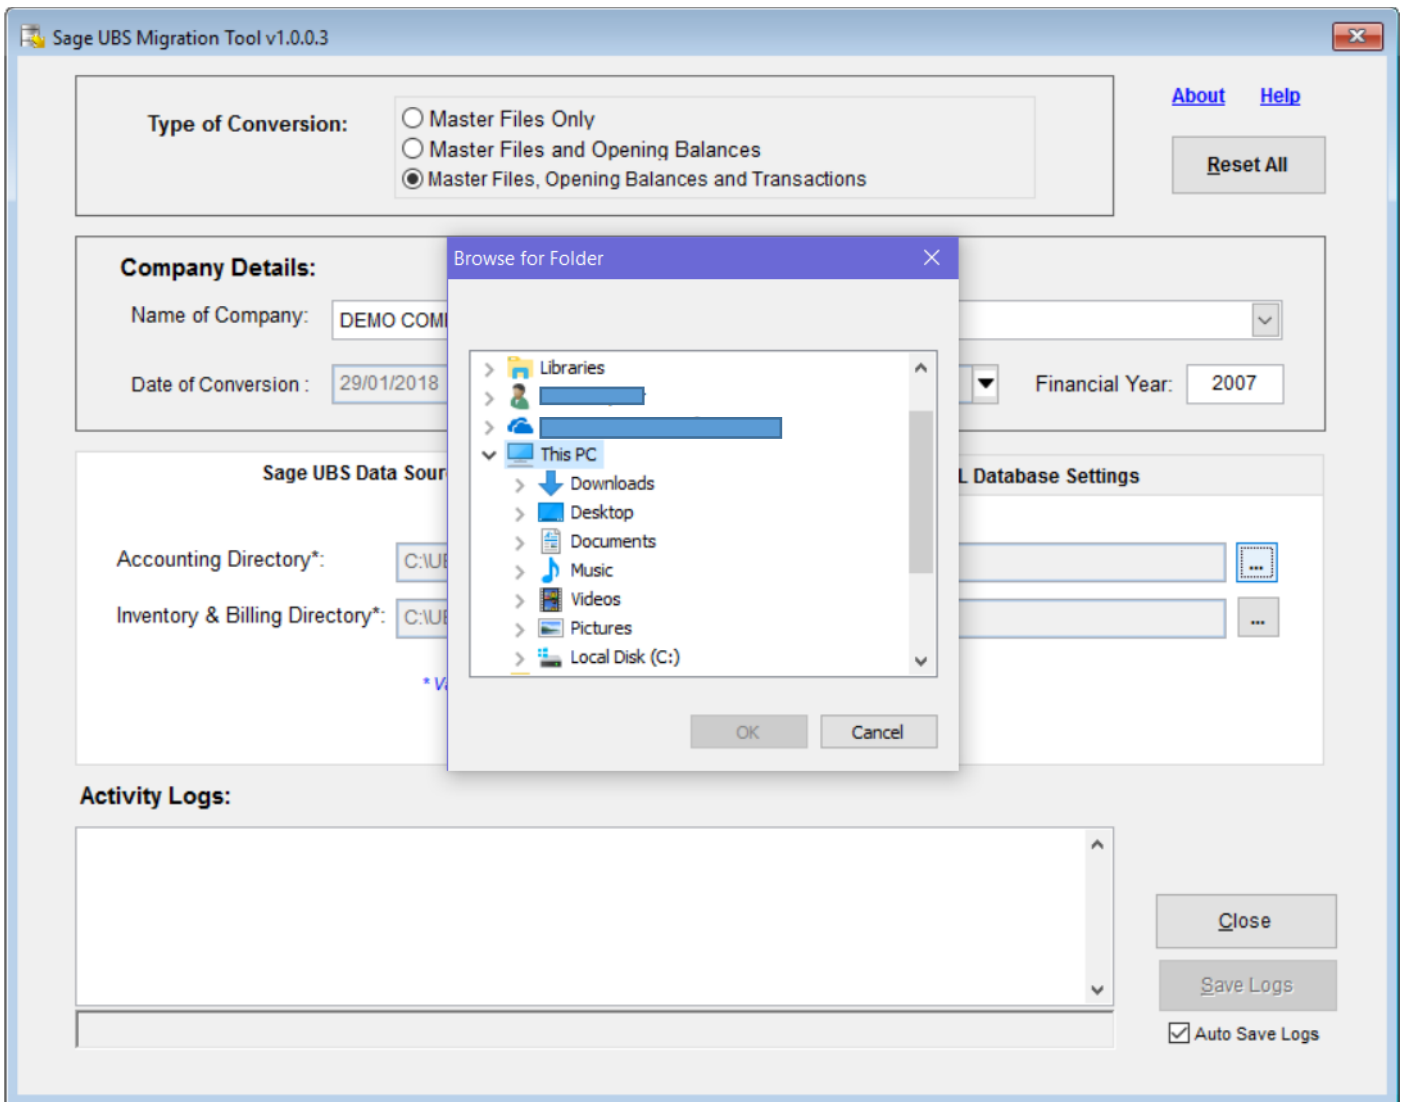 Sage UBS Migration Tool v1.0.0.3
Type of Conversion:
Master Files Only
Master Files and Opening Balances
Master Files, Opening Balances and Transactions
About Help
Reset All
Company Details:
Name of Company:
DEMO
Date of Conversion :
29/01/2018
Financial Year:
2007
Browse for Folder
Libraries
This PC
Downloads
Desktop
Documents
Music
Videos
Pictures
Local Disk (C:)
OK
Cancel
Sage UBS Data
Database Settings
Accounting Directory*:
...
Inventory & Billing Directory*:
...
Activity Logs:
Close
Save Logs
Auto Save Logs